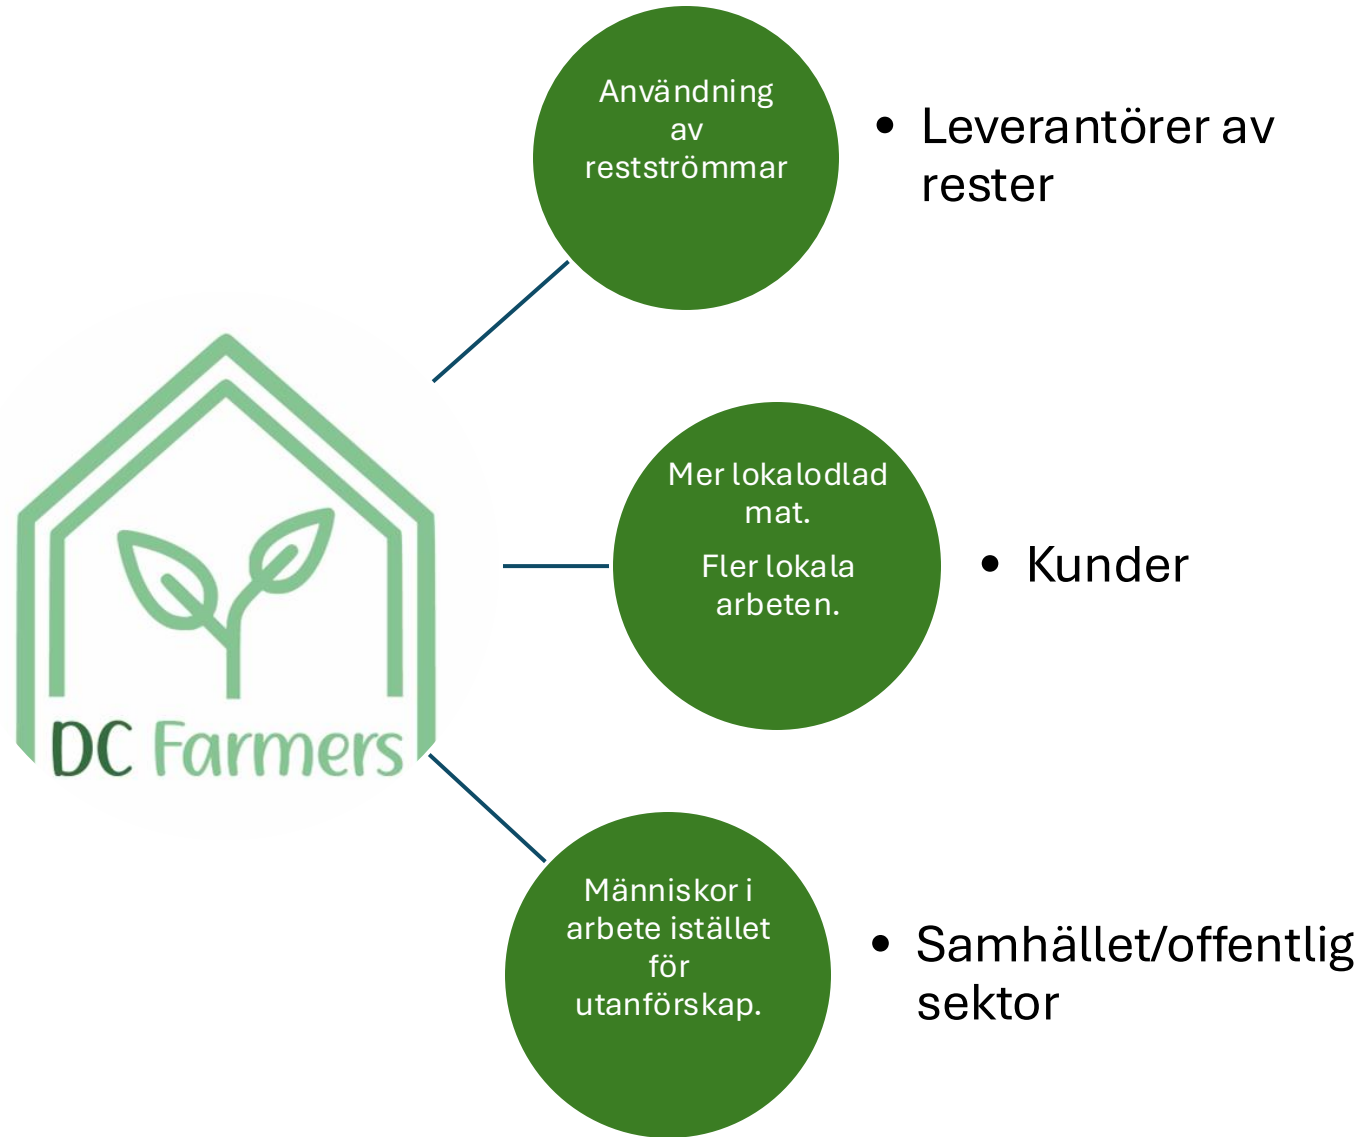 Användning
av
restströmmar
• Leverantörer av
rester
Mer lokalodlad
mat.
Fler lokala
arbeten.
• Kunder
DC Farmers
Människor i
arbete istället
för
utanförskap.
• Samhället/offentlig
sektor